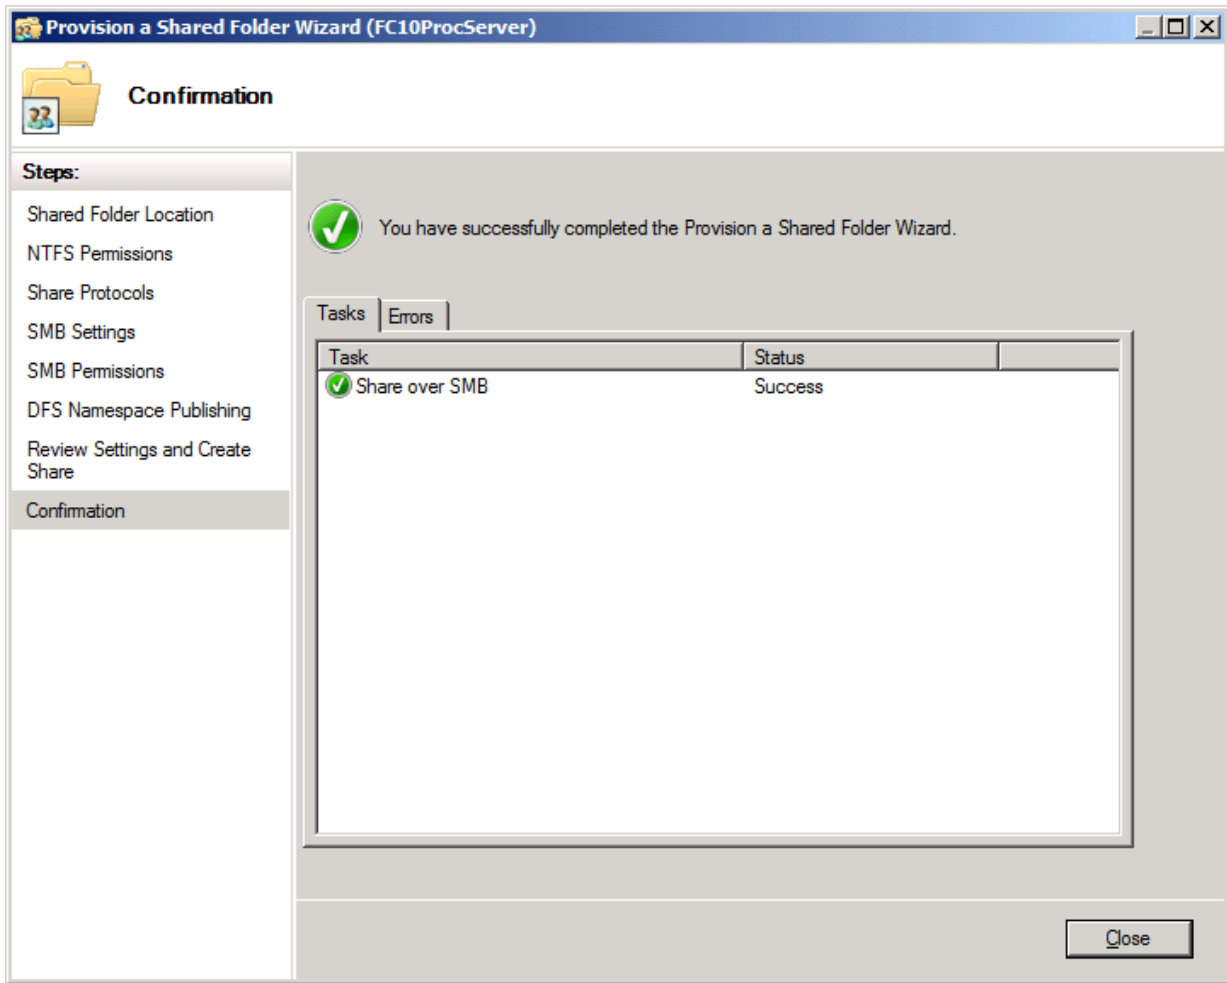 Provision a Shared Folder Wizard (FC10ProcServer)
Confirmation
Steps:
Shared Folder Location
NTFS Permissions
Share Protocols
SMB Settings
SMB Permissions
DFS Namespace Publishing
Review Settings and Create
Share
Confirmation
You have successfully completed the Provision a Shared Folder Wizard.
Tasks Errors
Task Status
Share over SMB Success
Close